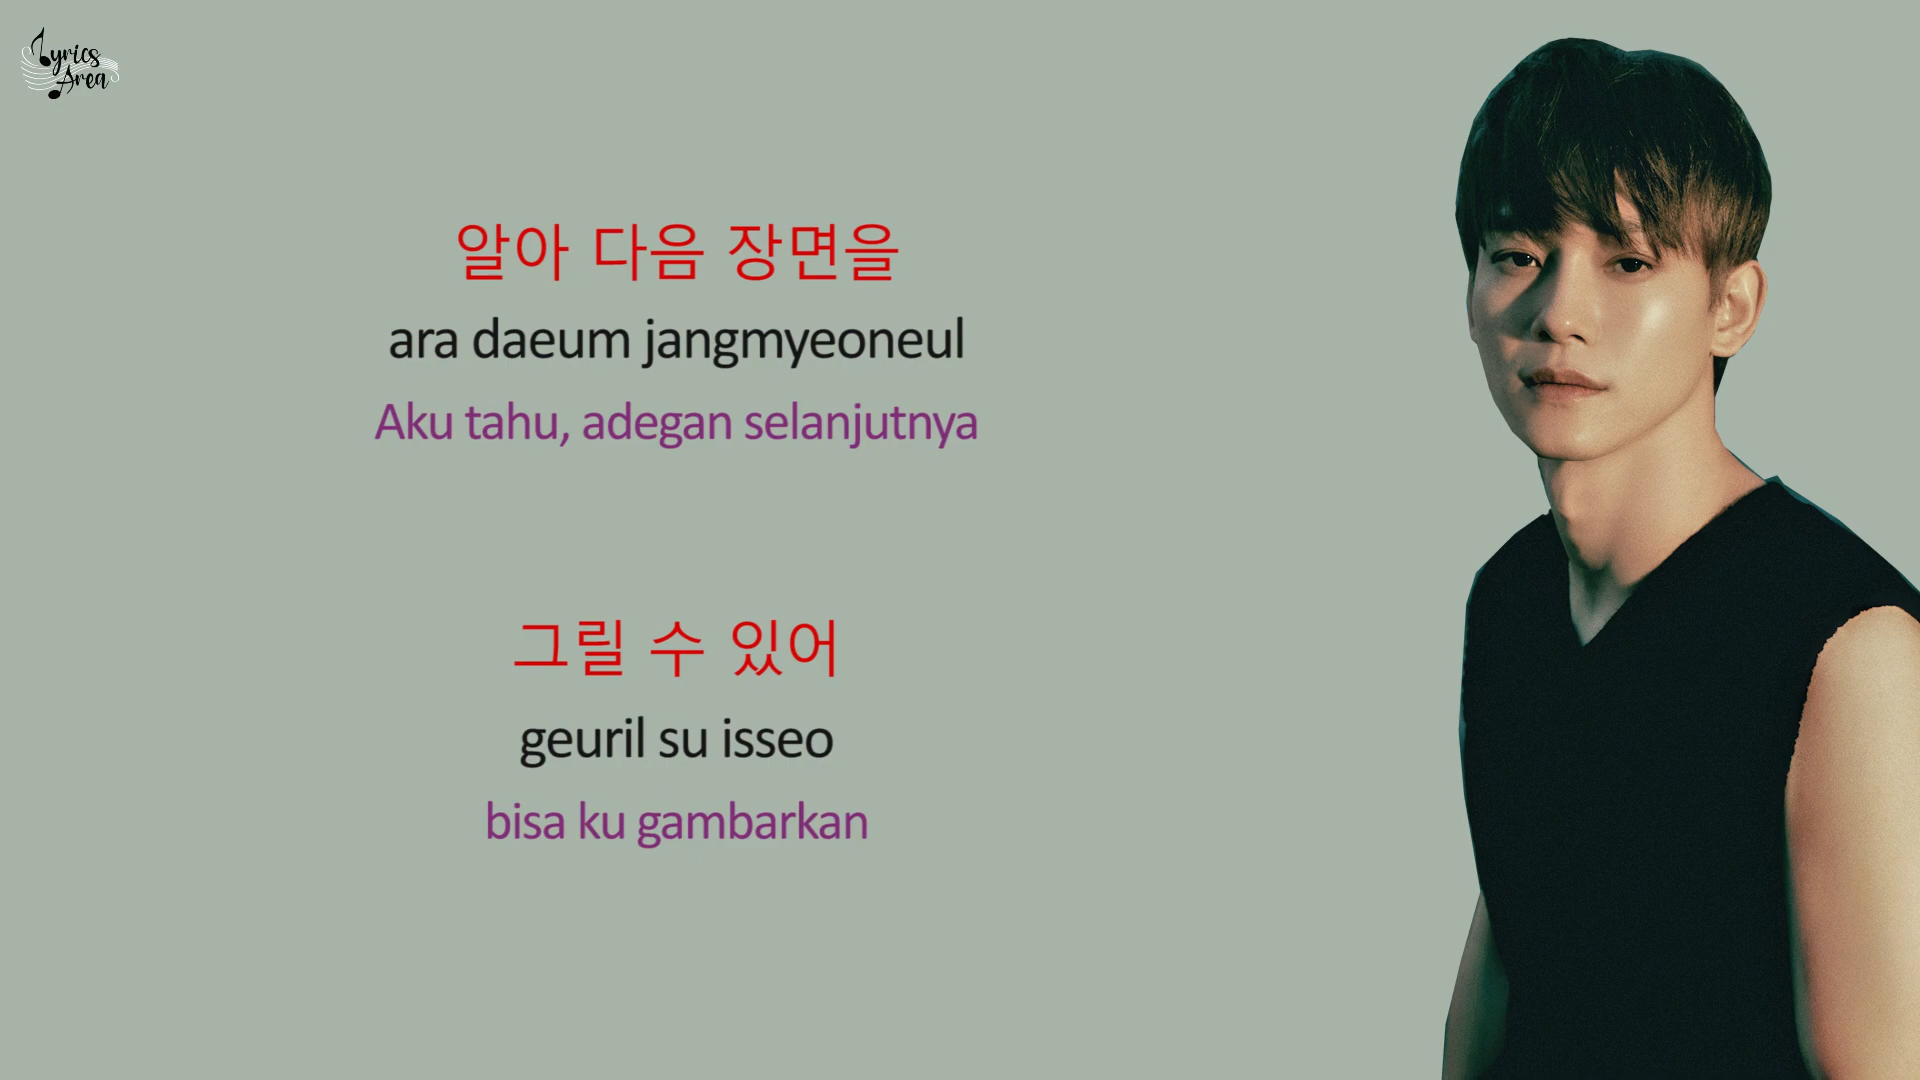 Lyrics
Area
알아 다음 장면을
ara daeum jangmyeoneul
Aku tahu, adegan selanjutnya
그릴 수 있어
geuril su isseo
bisa ku gambarkan